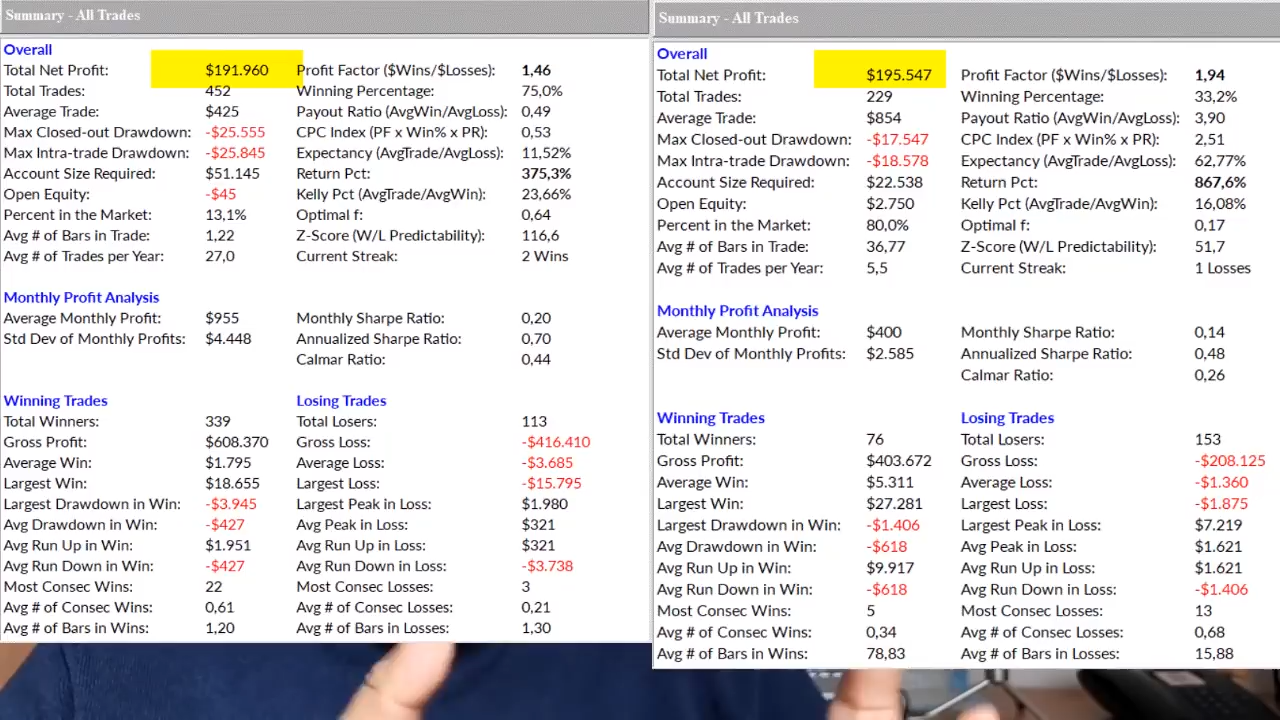 Summary - All Trades
Overall
Total Net Profit: $191.960 Profit Factor ($Wins/$Losses): 1,46
Total Trades: 452 Winning Percentage: 75,0%
Average Trade: $425 Payout Ratio (AvgWin/AvgLoss): 0,49
Max Closed-out Drawdown: -$25.555 CPC Index (PF x Win% x PR): 0,53
Max Intra-trade Drawdown: -$25.845 Expectancy (AvgTrade/AvgLoss): 11,52%
Account Size Required: $51.145 Return Pct: 375,3%
Open Equity: -$45 Kelly Pct (AvgTrade/AvgWin): 23,66%
Percent in the Market: 13,1% Optimal f: 0,64
Avg # of Bars in Trade: 1,22 Z-Score (W/L Predictability): 116,6
Avg # of Trades per Year: 27,0 Current Streak: 2 Wins
Monthly Profit Analysis
Average Monthly Profit: $955 Monthly Sharpe Ratio: 0,20
Std Dev of Monthly Profits: $4.448 Annualized Sharpe Ratio: 0,70
Calmar Ratio: 0,44
Winning Trades Losing Trades
Total Winners: 339 Total Losers: 113
Gross Profit: $608.370 Gross Loss: -$416.410
Average Win: $1.795 Average Loss: -$3.685
Largest Win: $18.655 Largest Loss: -$15.795
Largest Drawdown in Win: -$3.945 Largest Peak in Loss: $1.980
Avg Drawdown in Win: -$427 Avg Peak in Loss: $321
Avg Run Up in Win: $1.951 Avg Run Up in Loss: $321
Avg Run Down in Win: -$427 Avg Run Down in Loss: -$3.738
Most Consec Wins: 22 Most Consec Losses: 3
Avg # of Consec Wins: 0,61 Avg # of Consec Losses: 0,21
Avg # of Bars in Wins: 1,20 Avg # of Bars in Losses: 1,30
Summary - All Trades
Overall
Total Net Profit: $195.547 Profit Factor ($Wins/$Losses): 1,94
Total Trades: 229 Winning Percentage: 33,2%
Average Trade: $854 Payout Ratio (AvgWin/AvgLoss): 3,90
Max Closed-out Drawdown: -$17.547 CPC Index (PF x Win% x PR): 2,51
Max Intra-trade Drawdown: -$18.578 Expectancy (AvgTrade/AvgLoss): 62,77%
Account Size Required: $22.538 Return Pct: 867,6%
Open Equity: $2.750 Kelly Pct (AvgTrade/AvgWin): 16,08%
Percent in the Market: 80,0% Optimal f: 0,17
Avg # of Bars in Trade: 36,77 Z-Score (W/L Predictability): 51,7
Avg # of Trades per Year: 5,5 Current Streak: 1 Losses
Monthly Profit Analysis
Average Monthly Profit: $400 Monthly Sharpe Ratio: 0,14
Std Dev of Monthly Profits: $2.585 Annualized Sharpe Ratio: 0,48
Calmar Ratio: 0,26
Winning Trades Losing Trades
Total Winners: 76 Total Losers: 153
Gross Profit: $403.672 Gross Loss: -$208.125
Average Win: $5.311 Average Loss: -$1.360
Largest Win: $27.281 Largest Loss: -$1.875
Largest Drawdown in Win: -$1.406 Largest Peak in Loss: $7.219
Avg Drawdown in Win: -$618 Avg Peak in Loss: $1.621
Avg Run Up in Win: $9.917 Avg Run Up in Loss: $1.621
Avg Run Down in Win: -$618 Avg Run Down in Loss: -$1.406
Most Consec Wins: 5 Most Consec Losses: 13
Avg # of Consec Wins: 0,34 Avg # of Consec Losses: 0,68
Avg # of Bars in Wins: 78,83 Avg # of Bars in Losses: 15,88